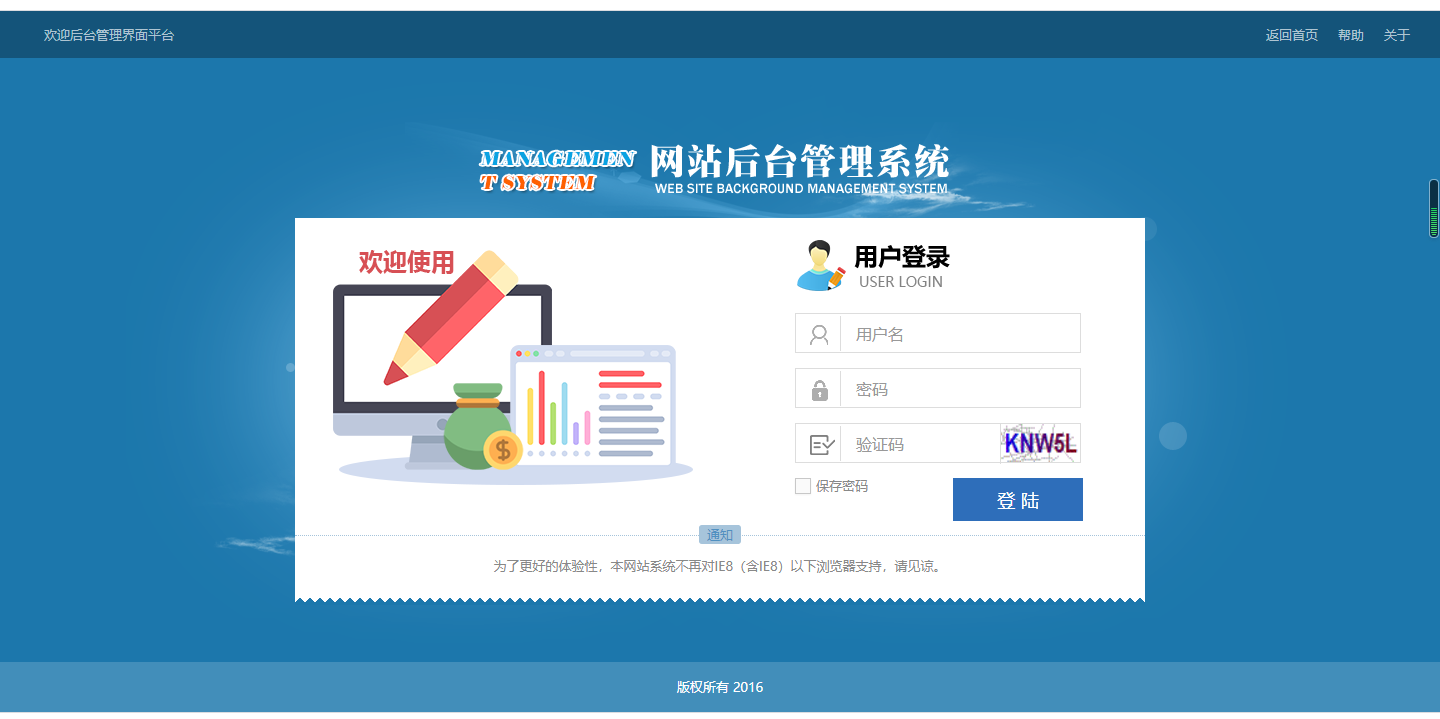 欢迎后台管理界面平台
返回首页 帮助 关于
MANAGEMEN
T SYSTEM
网站后台管理系统
WEB SITE BACKGROUND MANAGEMENT SYSTEM
欢迎使用
用户登录
USER LOGIN
用户名
密码
验证码 KNW5L
保存密码
登 陆
通知
为了更好的体验性，本网站系统不再对IE8（含IE8）以下浏览器支持，请见谅。
版权所有 2016